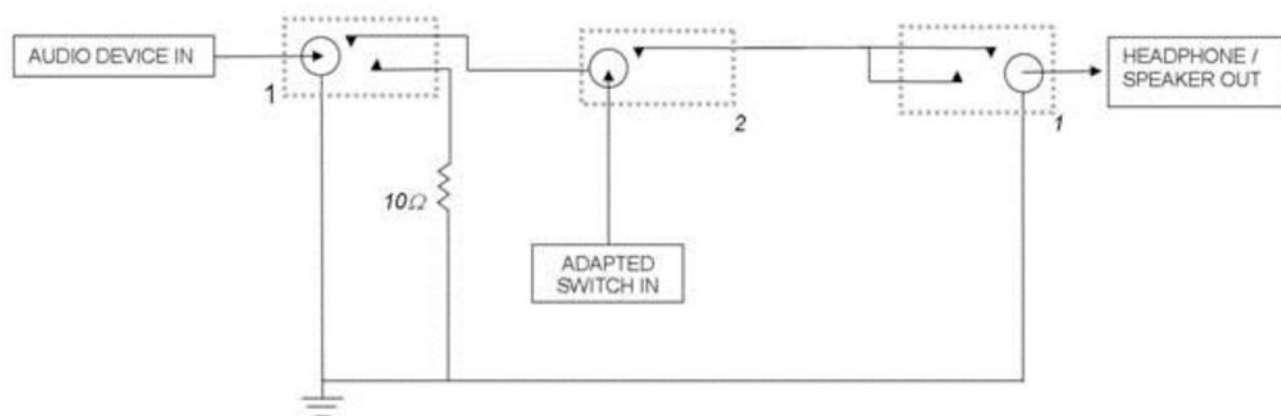 AUDIO DEVICE IN
1
10Ω
2
ADAPTED
SWITCH IN
1
HEADPHONE /
SPEAKER OUT